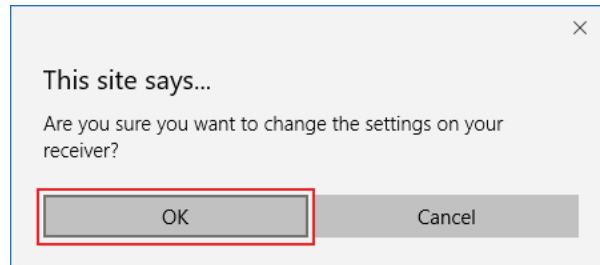 This site says...
Are you sure you want to change the settings on your
receiver?
OK Cancel